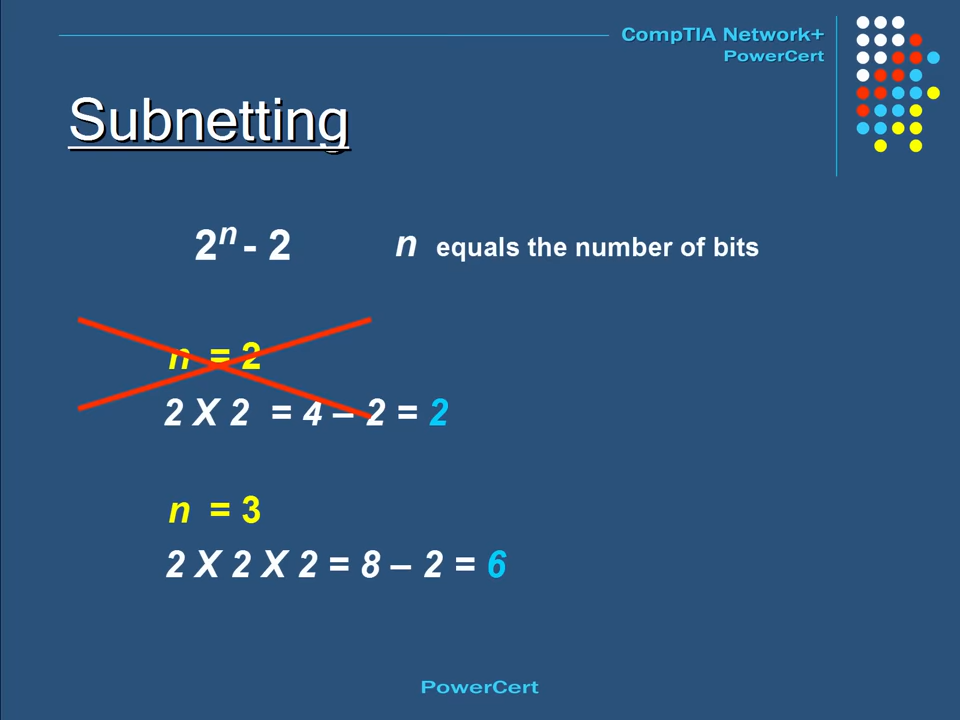 CompTIA Network+
PowerCert
Subnetting
2ⁿ - 2 n equals the number of bits
n = 2
2 X 2 = 4 – 2 = 2
n = 3
2 X 2 X 2 = 8 – 2 = 6
PowerCert